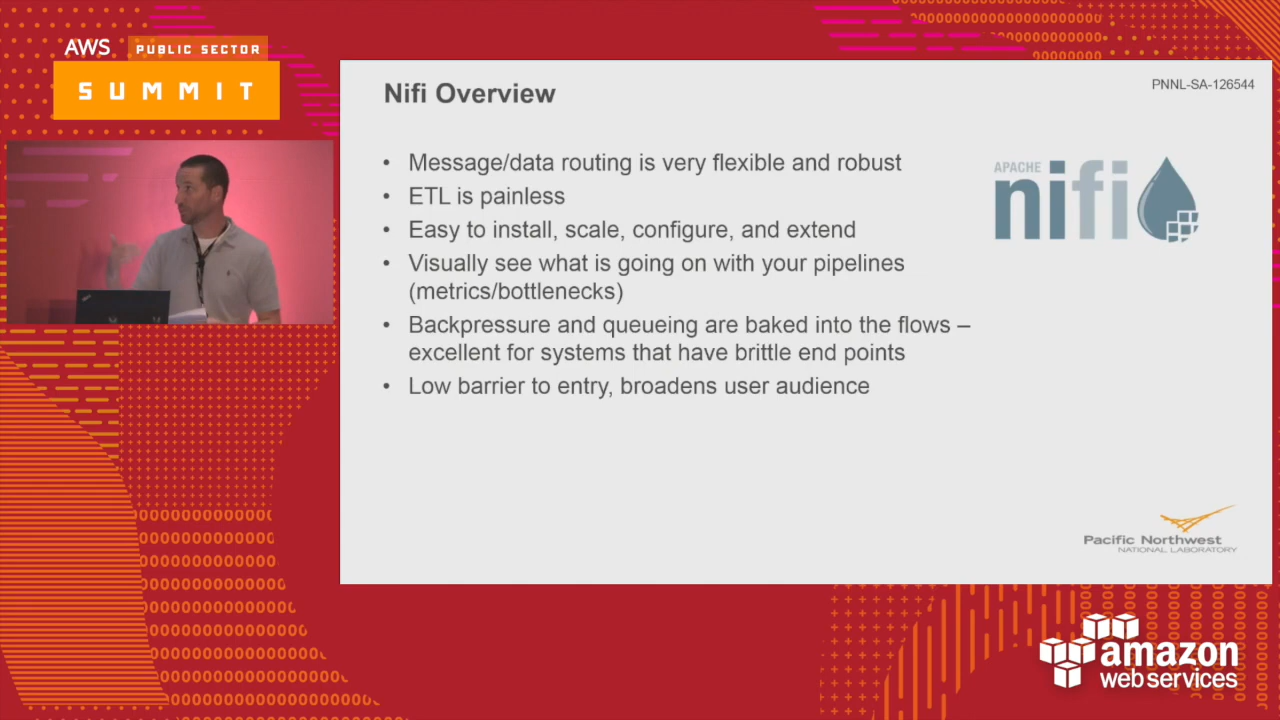 AWS PUBLIC SECTOR
SUMMIT
Nifi Overview
PNNL-SA-126544
• Message/data routing is very flexible and robust
• ETL is painless
• Easy to install, scale, configure, and extend
• Visually see what is going on with your pipelines
(metrics/bottlenecks)
• Backpressure and queueing are baked into the flows –
excellent for systems that have brittle end points
• Low barrier to entry, broadens user audience
APACHE
nifi
Pacific Northwest
NATIONAL LABORATORY
amazon
web services